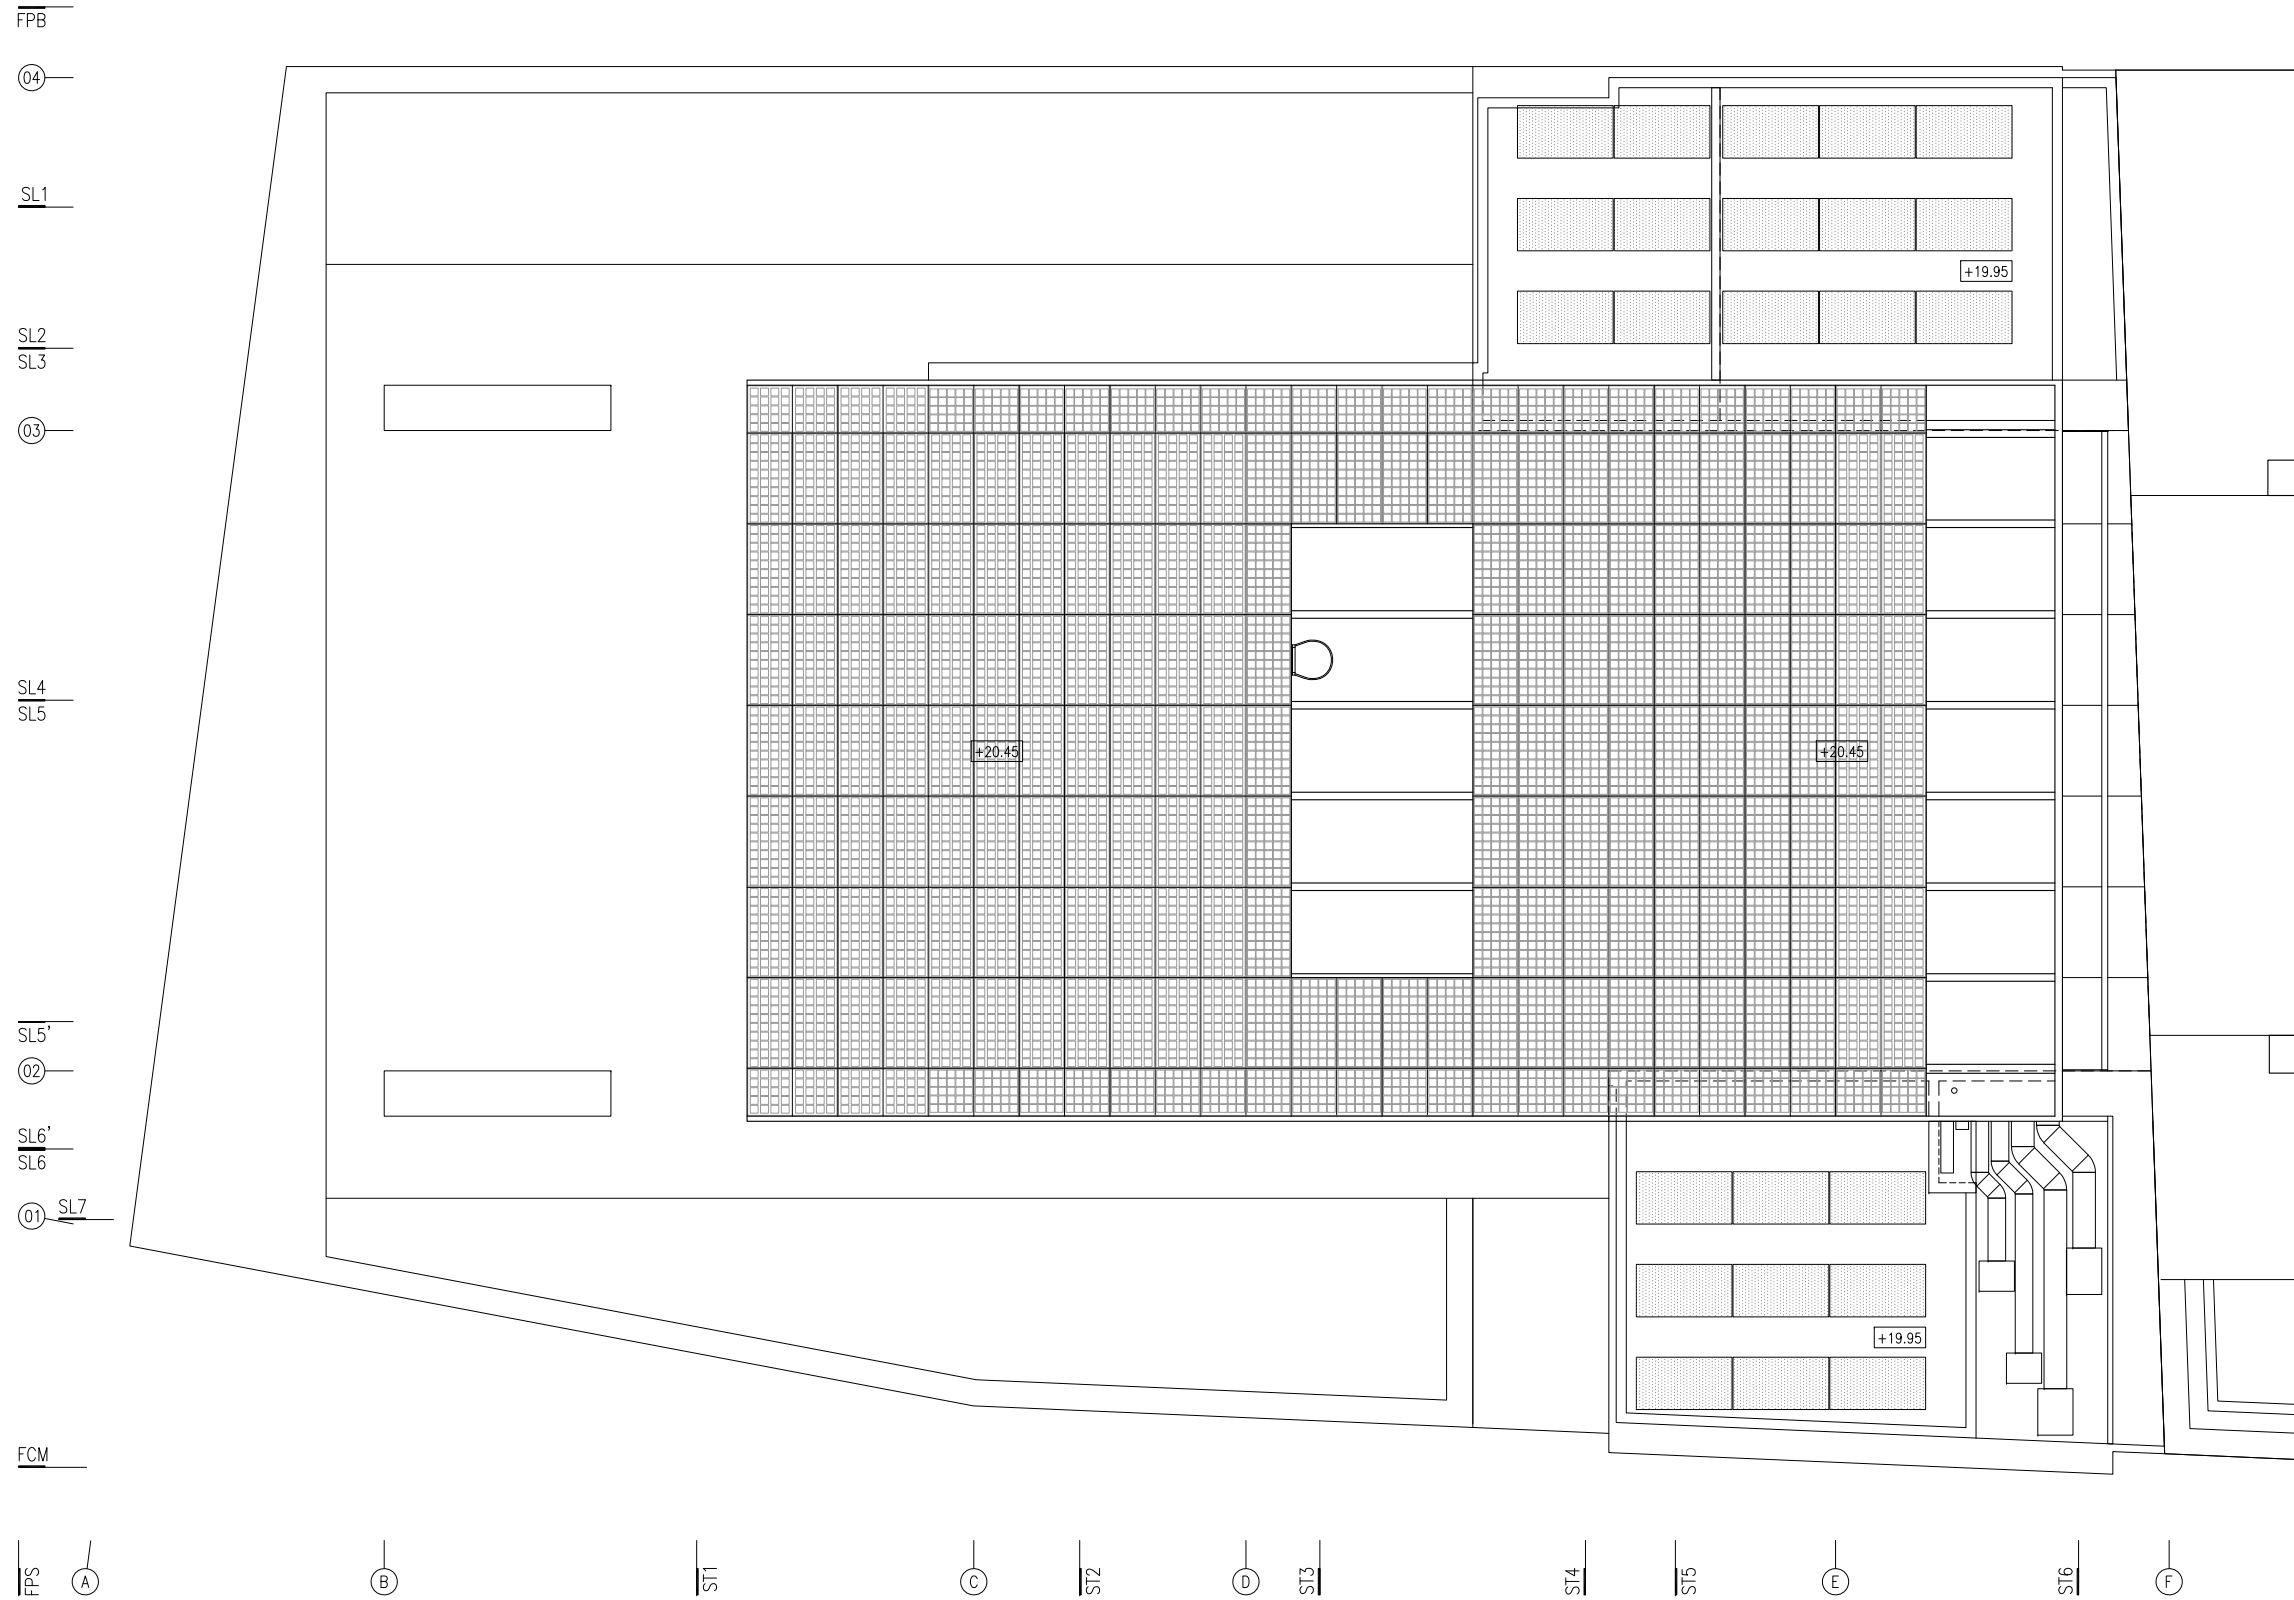 FPB
04
SL1
SL2
SL3
+19.95
03
SL4
SL5
+20.45
+20.45
SL5'
02
SL6'
SL6
SL7
01
+19.95
FCM
FPS
A
B
ST1
C
ST2
D
ST3
ST4
ST5
E
ST6
F